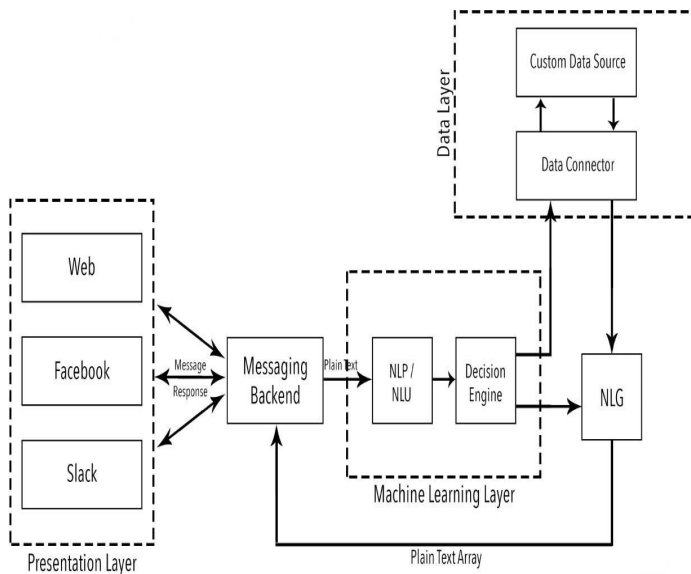 Data Layer
Custom Data Source
Data Connector
Web
Facebook
Slack
Presentation Layer
Message
Response
Messaging
Backend
Plain Text
NLP /
NLU
Decision
Engine
Machine Learning Layer
NLG
Plain Text Array